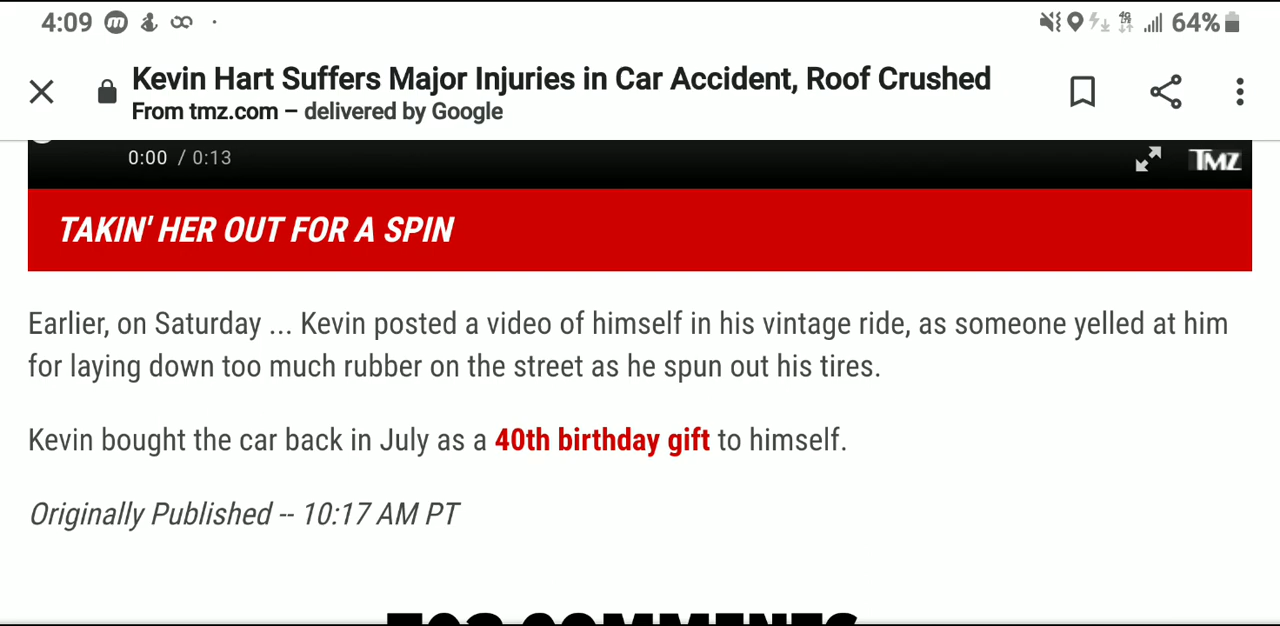 4:09 64%
Kevin Hart Suffers Major Injuries in Car Accident, Roof Crushed
From tmz.com – delivered by Google
0:00 / 0:13 TMZ
TAKIN' HER OUT FOR A SPIN
Earlier, on Saturday ... Kevin posted a video of himself in his vintage ride, as someone yelled at him
for laying down too much rubber on the street as he spun out his tires.
Kevin bought the car back in July as a 40th birthday gift to himself.
Originally Published -- 10:17 AM PT
COMMENTS